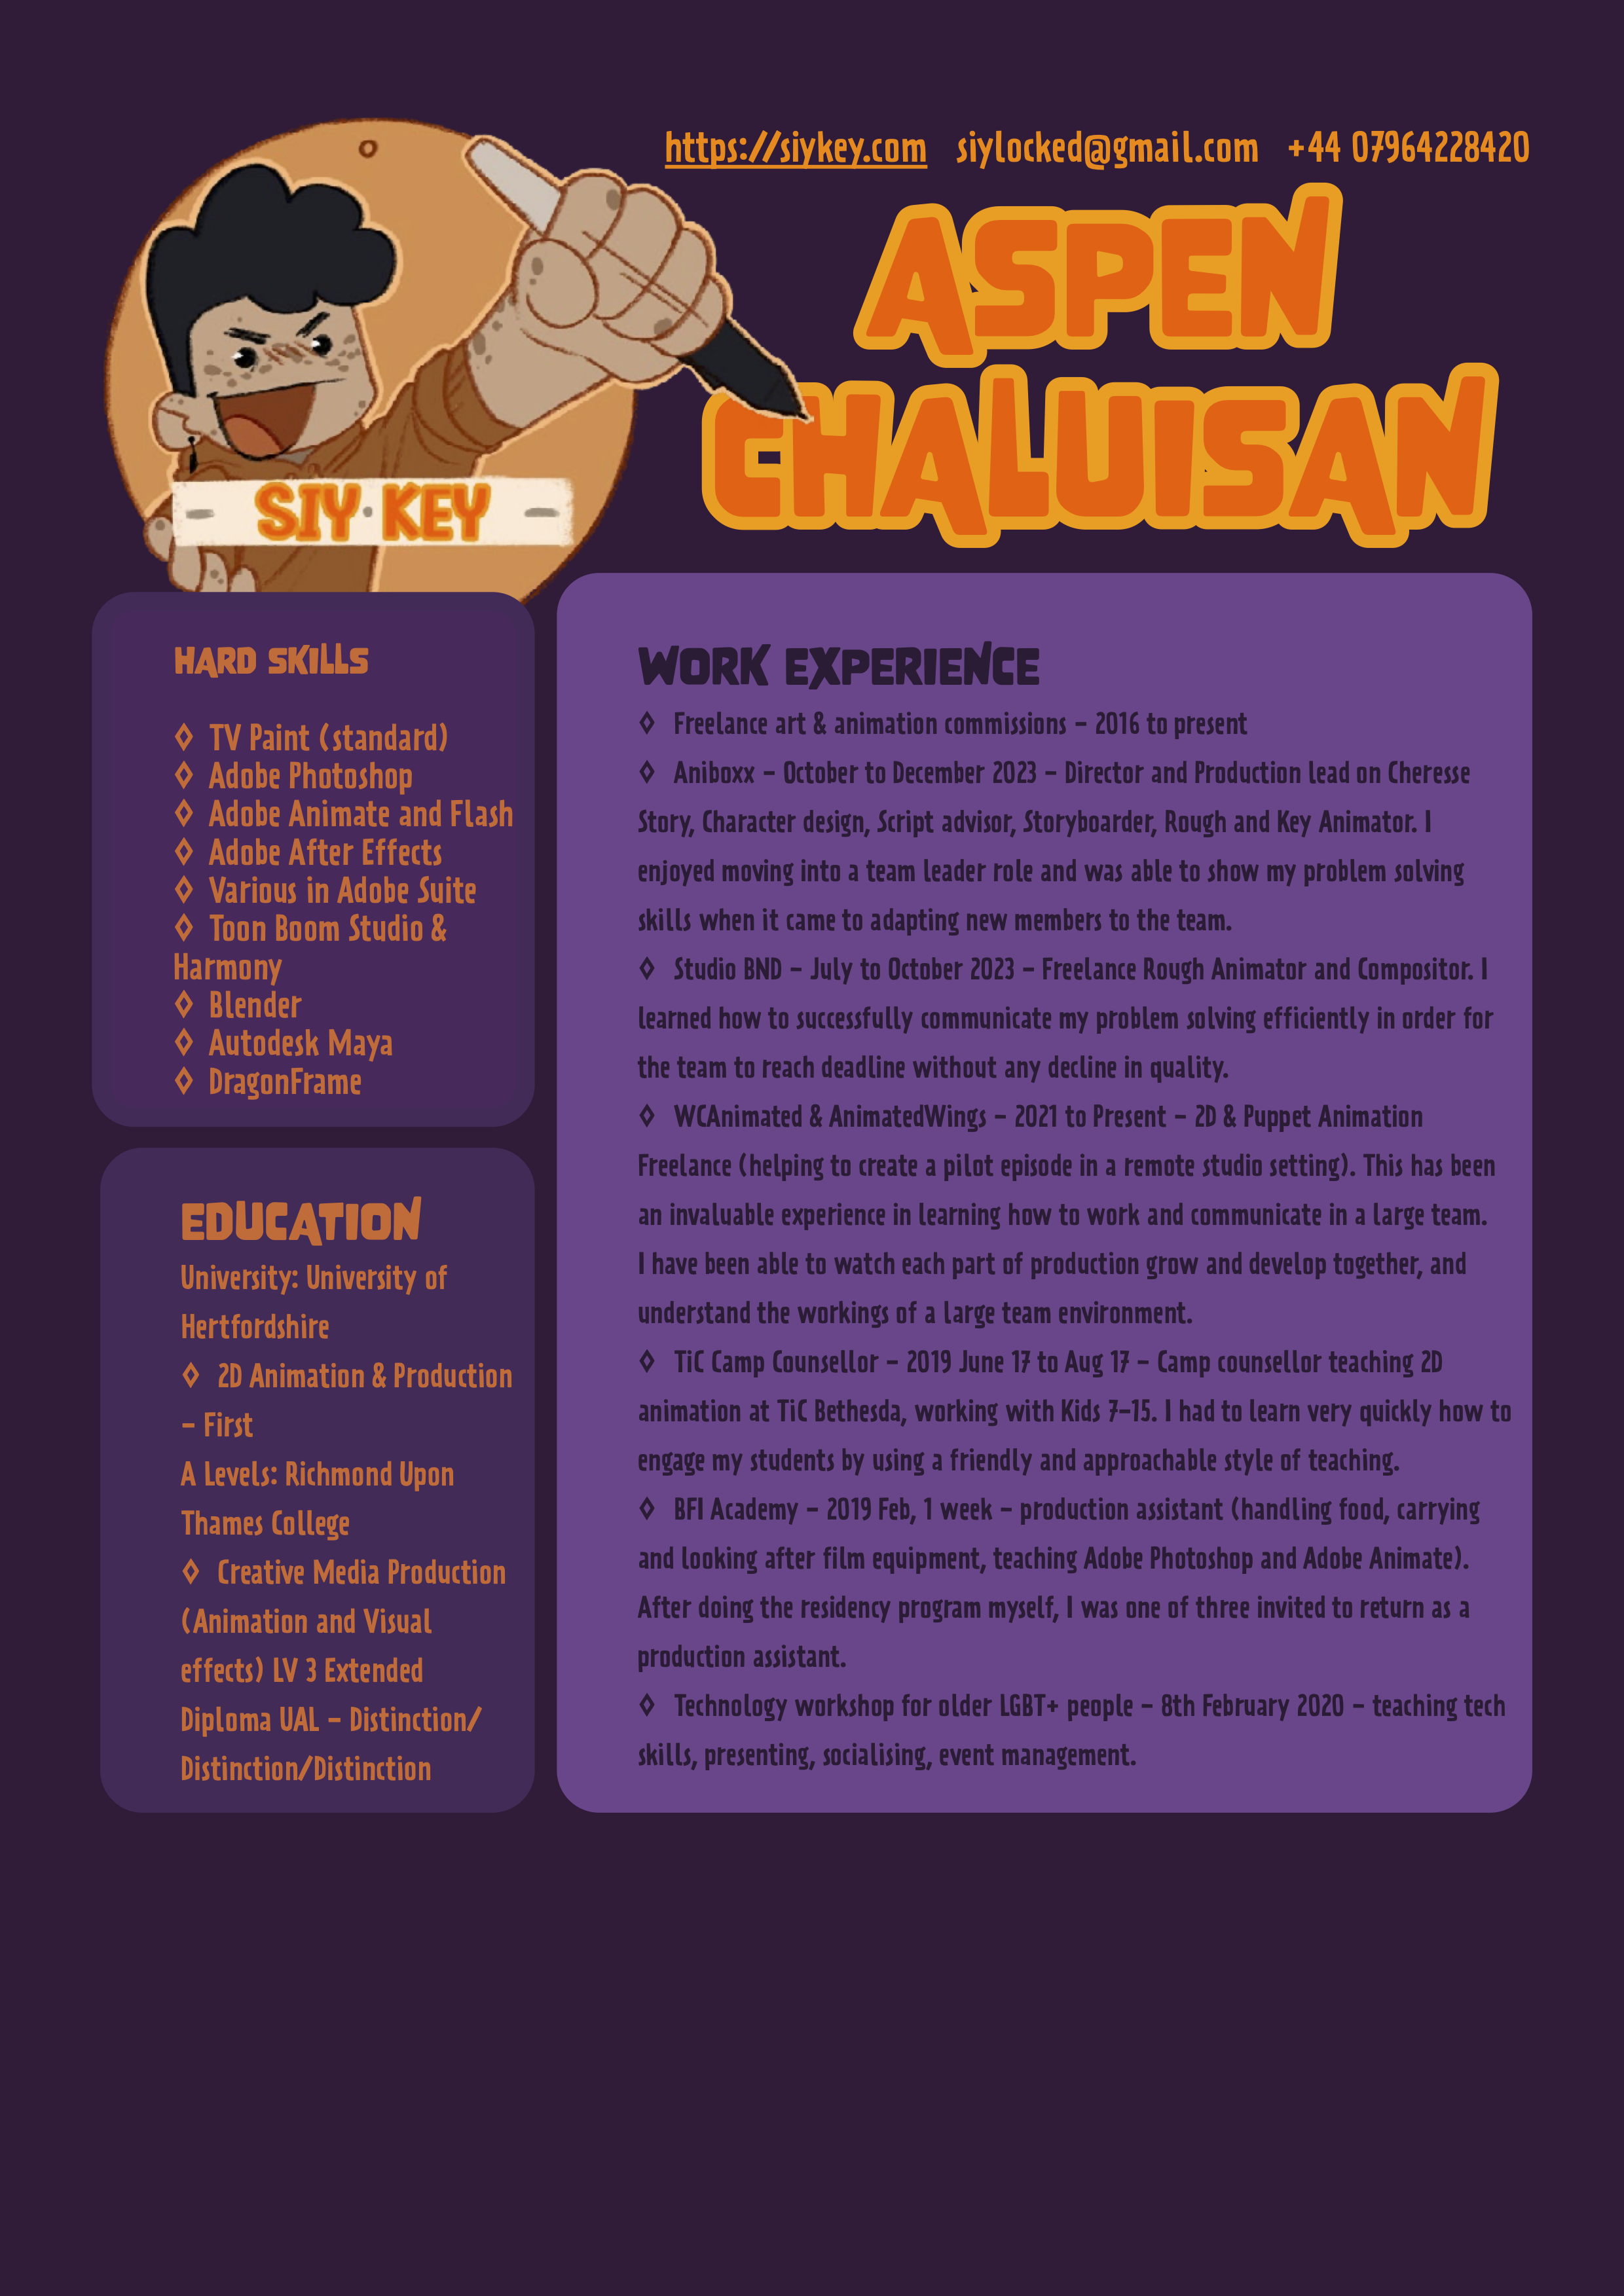 https://siykey.com siylocked@gmail.com +44 07964228420
ASPEN
CHALUISAN
SIY·KEY
HARD SKILLS
◊ TV Paint (standard)
◊ Adobe Photoshop
◊ Adobe Animate and Flash
◊ Adobe After Effects
◊ Various in Adobe Suite
◊ Toon Boom Studio &
Harmony
◊ Blender
◊ Autodesk Maya
◊ DragonFrame
EDUCATION
University: University of
Hertfordshire
◊ 2D Animation & Production
– First
A Levels: Richmond Upon
Thames College
◊ Creative Media Production
(Animation and Visual
effects) LV 3 Extended
Diploma UAL – Distinction/
Distinction/Distinction
WORK EXPERIENCE
◊ Freelance art & animation commissions – 2016 to present
◊ Aniboxx – October to December 2023 – Director and Production lead on Cheresse
Story, Character design, Script advisor, Storyboarder, Rough and Key Animator. I
enjoyed moving into a team leader role and was able to show my problem solving
skills when it came to adapting new members to the team.
◊ Studio BND – July to October 2023 – Freelance Rough Animator and Compositor. I
learned how to successfully communicate my problem solving efficiently in order for
the team to reach deadline without any decline in quality.
◊ WCAnimated & AnimatedWings – 2021 to Present – 2D & Puppet Animation
Freelance (helping to create a pilot episode in a remote studio setting). This has been
an invaluable experience in learning how to work and communicate in a large team.
I have been able to watch each part of production grow and develop together, and
understand the workings of a large team environment.
◊ TiC Camp Counsellor – 2019 June 17 to Aug 17 – Camp counsellor teaching 2D
animation at TiC Bethesda, working with Kids 7–15. I had to learn very quickly how to
engage my students by using a friendly and approachable style of teaching.
◊ BFI Academy – 2019 Feb, 1 week – production assistant (handling food, carrying
and looking after film equipment, teaching Adobe Photoshop and Adobe Animate).
After doing the residency program myself, I was one of three invited to return as a
production assistant.
◊ Technology workshop for older LGBT+ people – 8th February 2020 – teaching tech
skills, presenting, socialising, event management.